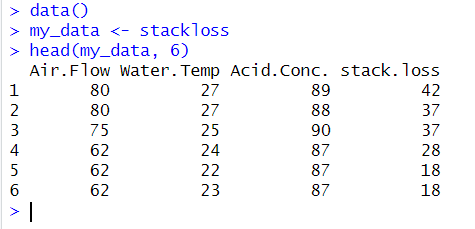 > data()
> my_data <- stackloss
> head(my_data, 6)
  Air.Flow Water.Temp Acid.Conc. stack.loss
1       80         27         89         42
2       80         27         88         37
3       75         25         90         37
4       62         24         87         28
5       62         22         87         18
6       62         23         87         18
>